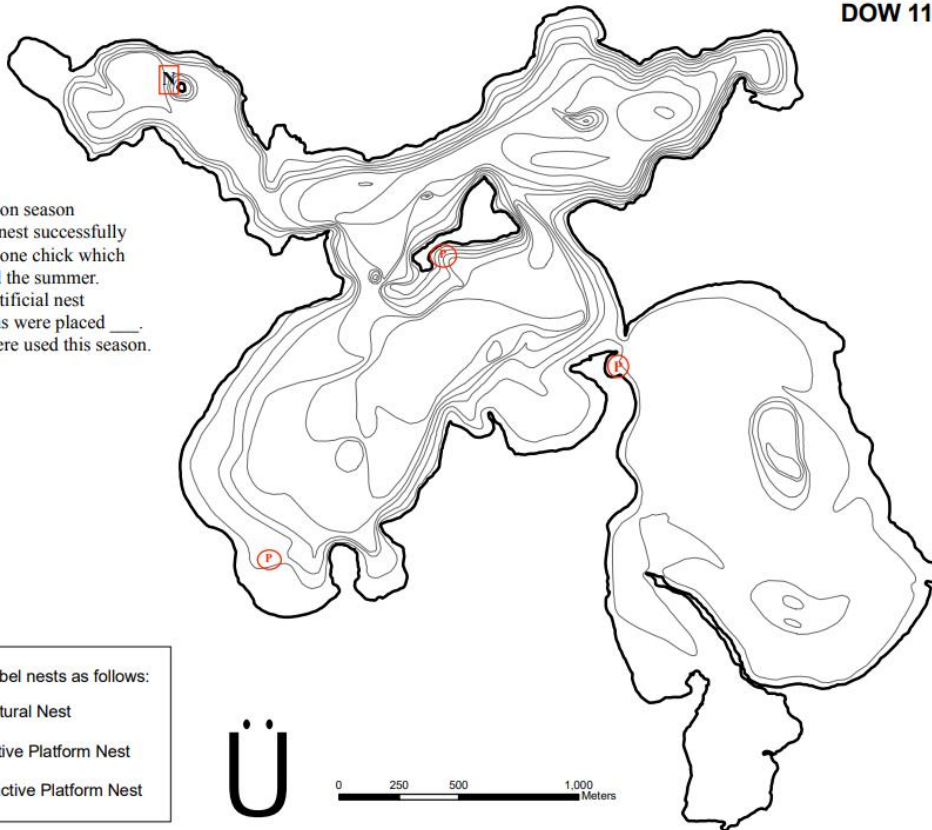 DOW 11
N
on season
nest successfully
one chick which
the summer.
tificial nest
s were placed ___.
ere used this season.
P
P
P
bel nests as follows:
tural Nest
tive Platform Nest
ctive Platform Nest
Ü
0 250 500 1,000
Meters